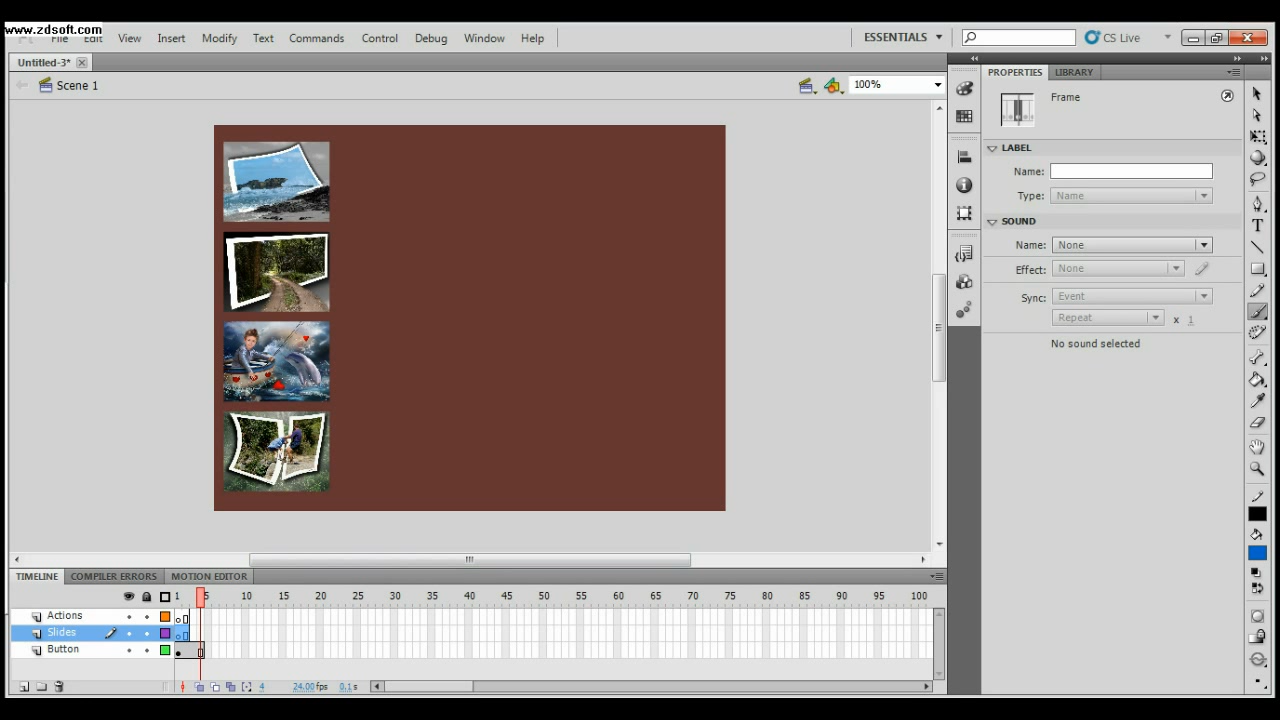 www.zdsoft.com
File Edit View Insert Modify Text Commands Control Debug Window Help
ESSENTIALS
CS Live
Untitled-3*
Scene 1
100%
PROPERTIES LIBRARY
Frame
LABEL
Name:
Type: Name
SOUND
Name: None
Effect: None
Sync: Event
Repeat x 1
No sound selected
TIMELINE COMPILER ERRORS MOTION EDITOR
1 5 10 15 20 25 30 35 40 45 50 55 60 65 70 75 80 85 90 95 100
Actions
Slides
Button
4 24.00 fps 0.1 s